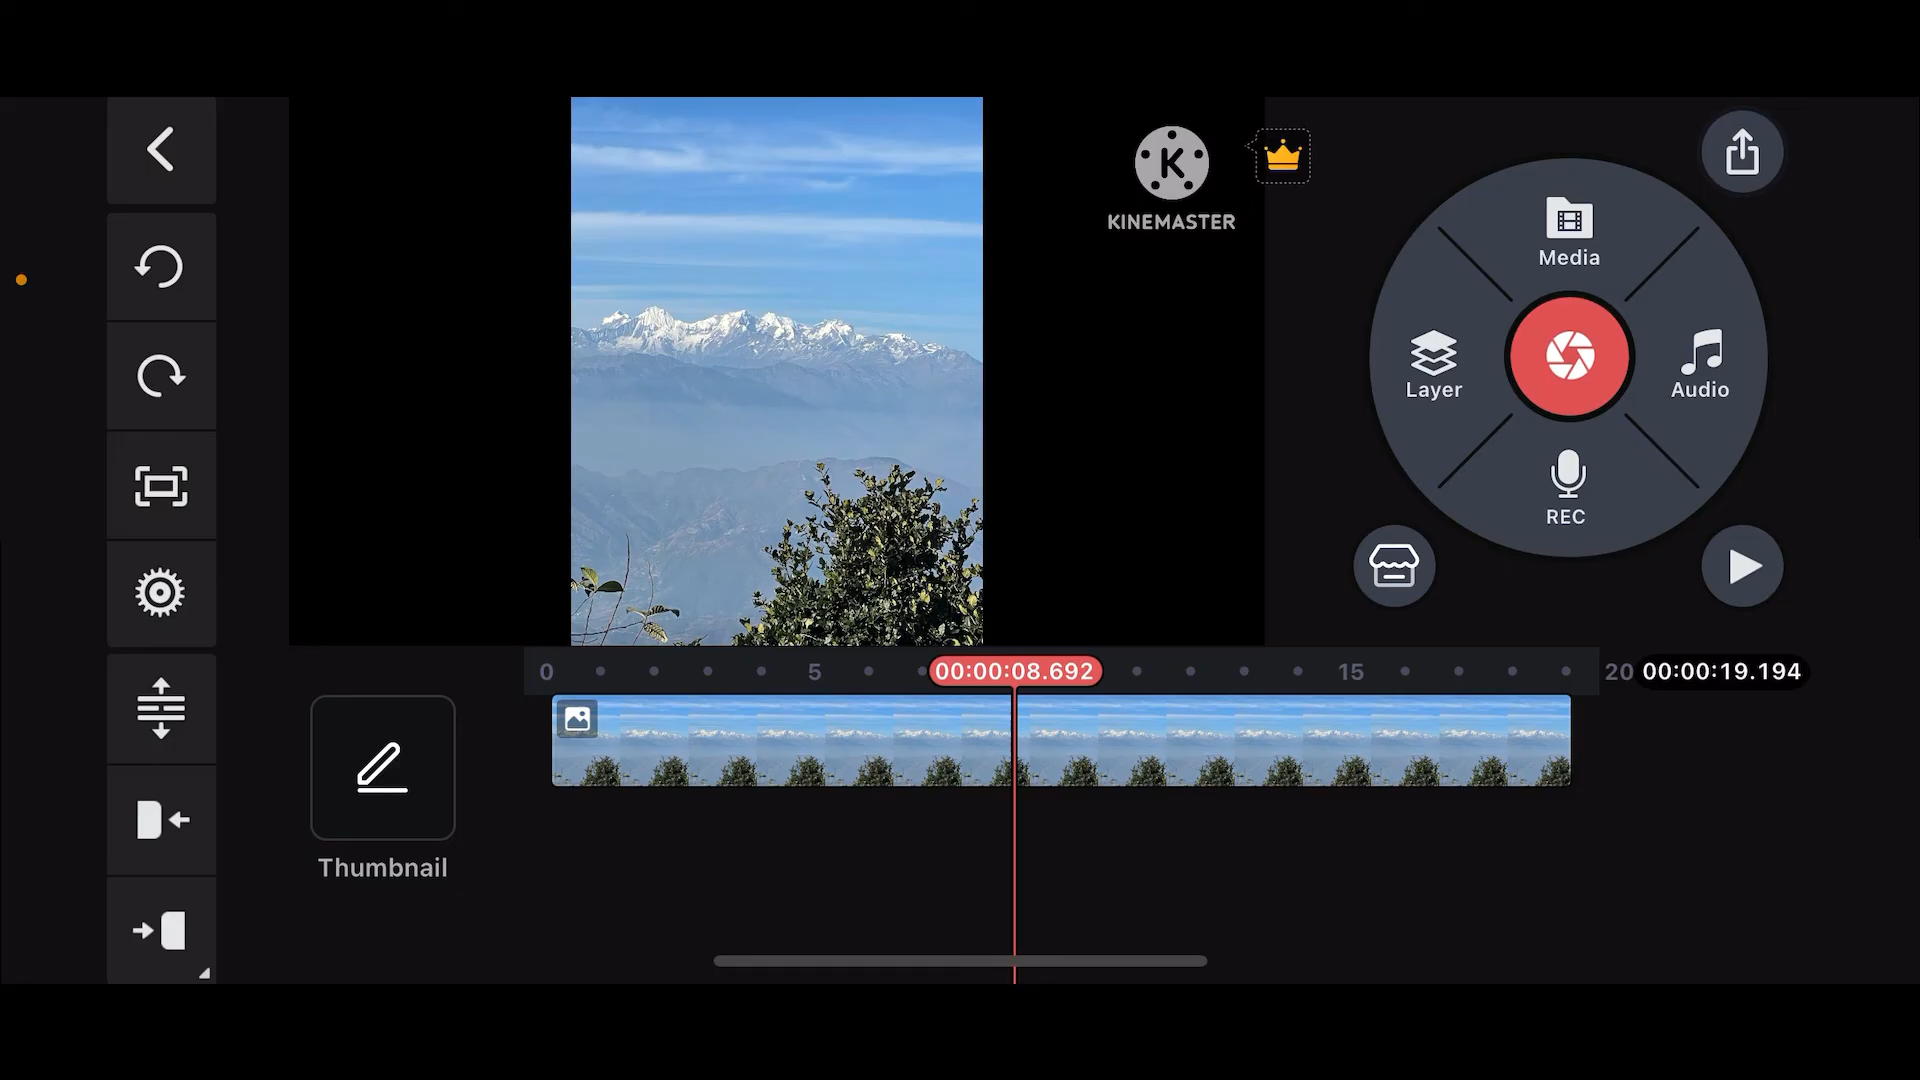 K
KINEMASTER
Media
Layer
Audio
REC
0
5
00:00:08.692
15
20
00:00:19.194
Thumbnail